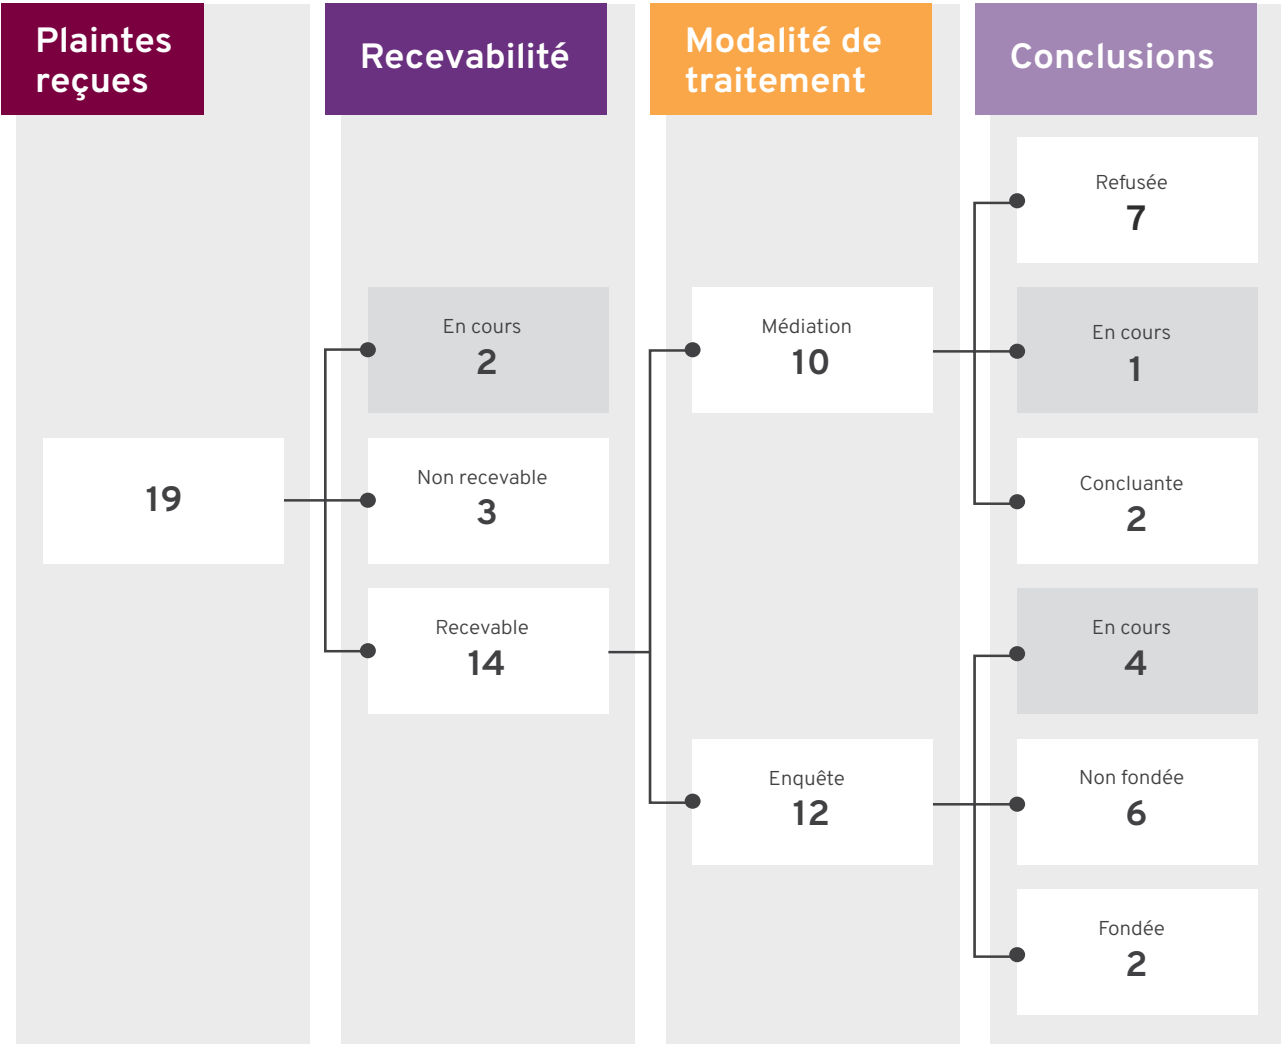 Plaintes
reçues
Recevabilité
Modalité de
traitement
Conclusions
19
En cours
2
Non recevable
3
Recevable
14
Médiation
10
Enquête
12
Refusée
7
En cours
1
Concluante
2
En cours
4
Non fondée
6
Fondée
2